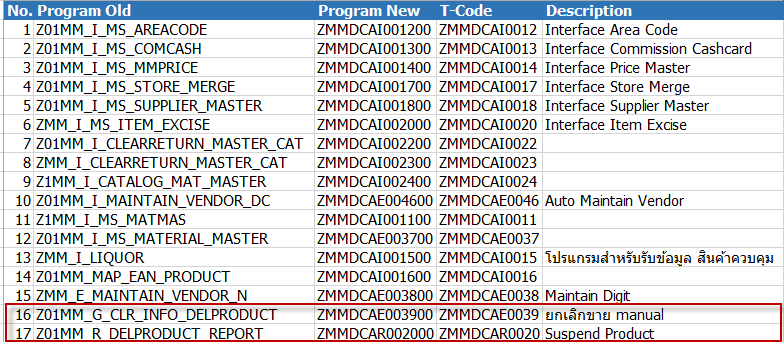 No. Program Old Program New T-Code Description
1 Z01MM_I_MS_AREACODE ZMMDCAI001200 ZMMDCAI0012 Interface Area Code
2 Z01MM_I_MS_COMCASH ZMMDCAI001300 ZMMDCAI0013 Interface Commission Cashcard
3 Z01MM_I_MS_MMPRICE ZMMDCAI001400 ZMMDCAI0014 Interface Price Master
4 Z01MM_I_MS_STORE_MERGE ZMMDCAI001700 ZMMDCAI0017 Interface Store Merge
5 Z01MM_I_MS_SUPPLIER_MASTER ZMMDCAI001800 ZMMDCAI0018 Interface Supplier Master
6 ZMM_I_MS_ITEM_EXCISE ZMMDCAI002000 ZMMDCAI0020 Interface Item Excise
7 Z01MM_I_CLEARRETURN_MASTER_CAT ZMMDCAI002200 ZMMDCAI0022
8 ZMM_I_CLEARRETURN_MASTER_CAT ZMMDCAI002300 ZMMDCAI0023
9 Z1MM_I_CATALOG_MAT_MASTER ZMMDCAI002400 ZMMDCAI0024
10 Z01MM_I_MAINTAIN_VENDOR_DC ZMMDCAE004600 ZMMDCAE0046 Auto Maintain Vendor
11 Z1MM_I_MS_MATMAS ZMMDCAI001100 ZMMDCAI0011
12 Z01MM_I_MS_MATERIAL_MASTER ZMMDCAE003700 ZMMDCAE0037
13 ZMM_I_LIQUOR ZMMDCAI001500 ZMMDCAI0015 โปรแกรมสำหรับรับข้อมูล สินค้าควบคุม
14 Z01MM_MAP_EAN_PRODUCT ZMMDCAI001600 ZMMDCAI0016
15 ZMM_E_MAINTAIN_VENDOR_N ZMMDCAE003800 ZMMDCAE0038 Maintain Digit
16 Z01MM_G_CLR_INFO_DELPRODUCT ZMMDCAE003900 ZMMDCAE0039 ยกเลิกขาย manual
17 Z01MM_R_DELPRODUCT_REPORT ZMMDCAR002000 ZMMDCAR0020 Suspend Product